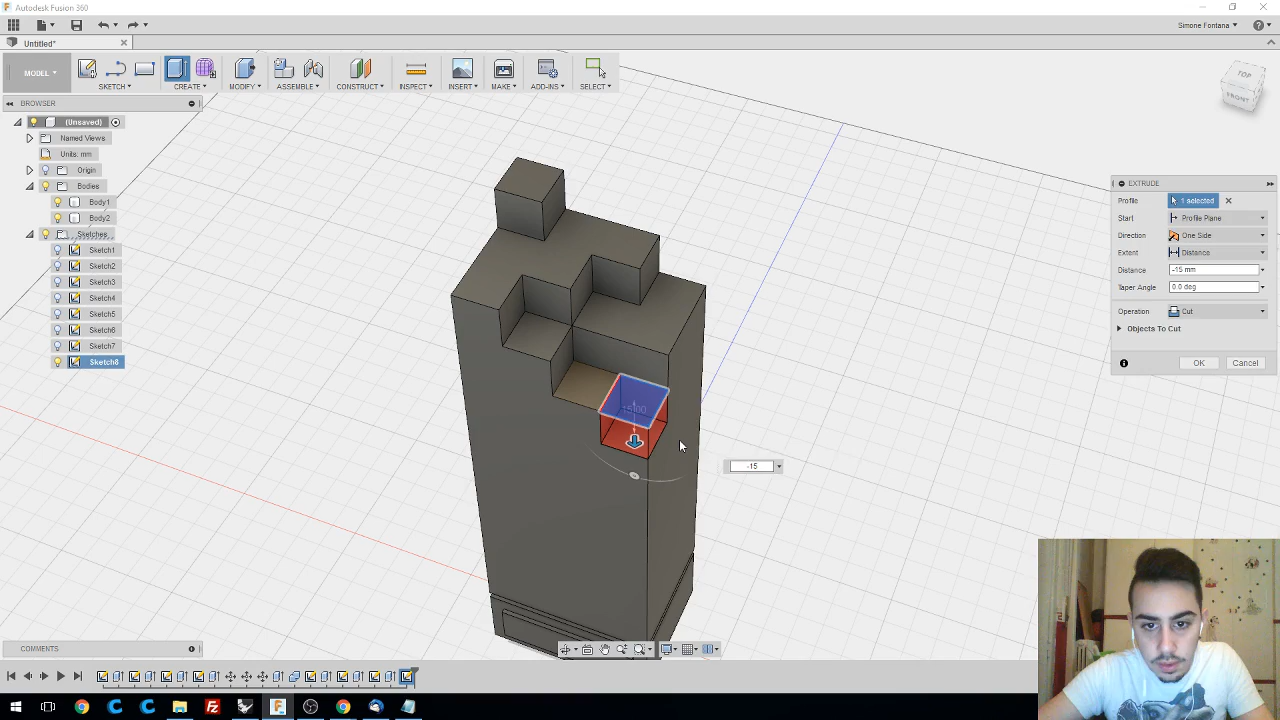 Autodesk Fusion 360
Simone Fontana
Untitled*
MODEL
SKETCH
CREATE
MODIFY
ASSEMBLE
CONSTRUCT
INSPECT
INSERT
MAKE
ADD-INS
SELECT
TOP
FRONT
BROWSER
(Unsaved)
Named Views
Units: mm
Origin
Bodies
Body1
Body2
Sketches
Sketch1
Sketch2
Sketch3
Sketch4
Sketch5
Sketch6
Sketch7
Sketch8
EXTRUDE
Profile 1 selected
Start Profile Plane
Direction One Side
Extent Distance
Distance -15 mm
Taper Angle 0.0 deg
Operation Cut
Objects To Cut
OK Cancel
15.00
-15
COMMENTS